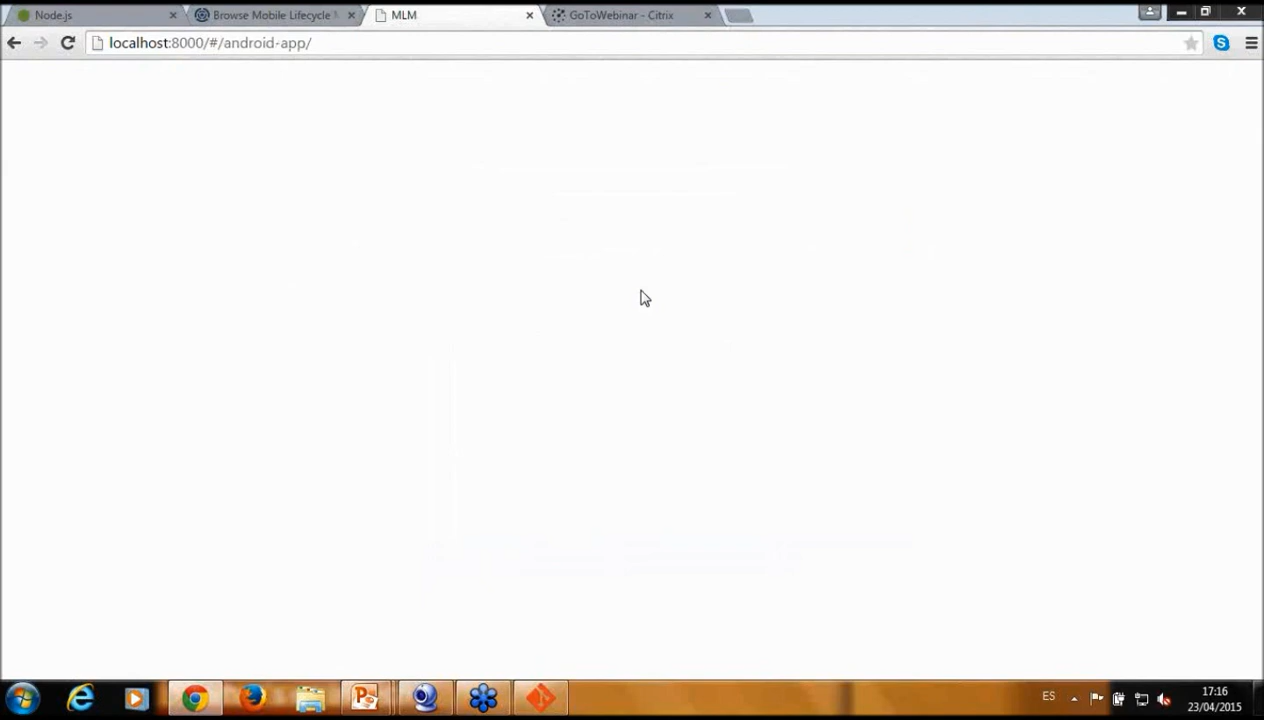 Node.js
Browse Mobile Lifecycle M
MLM
GoToWebinar - Citrix
localhost:8000/#/android-app/
ES
17:16
23/04/2015